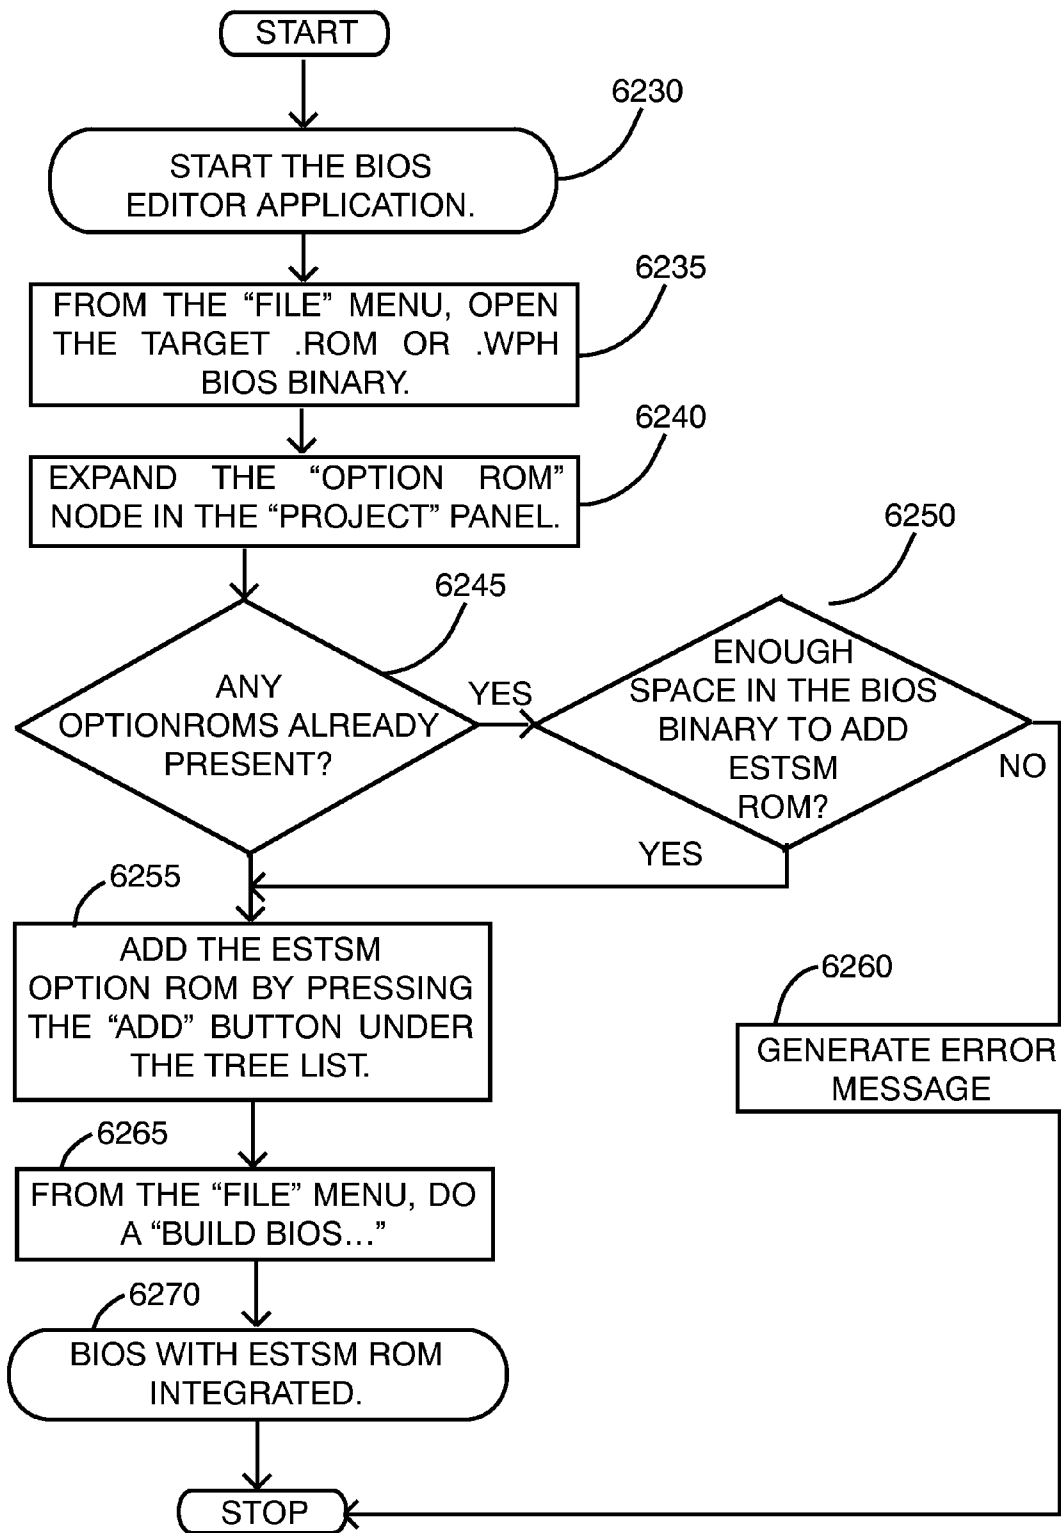 START
6230
START THE BIOS
EDITOR APPLICATION.
6235
FROM THE “FILE” MENU, OPEN
THE TARGET .ROM OR .WPH
BIOS BINARY.
6240
EXPAND THE “OPTION ROM”
NODE IN THE “PROJECT” PANEL.
6245
ANY
OPTIONROMS ALREADY
PRESENT?
YES
6250
ENOUGH
SPACE IN THE BIOS
BINARY TO ADD
ESTSM
ROM?
NO
YES
6255
ADD THE ESTSM
OPTION ROM BY PRESSING
THE “ADD” BUTTON UNDER
THE TREE LIST.
6260
GENERATE ERROR
MESSAGE
6265
FROM THE “FILE” MENU, DO
A “BUILD BIOS...”
6270
BIOS WITH ESTSM ROM
INTEGRATED.
STOP